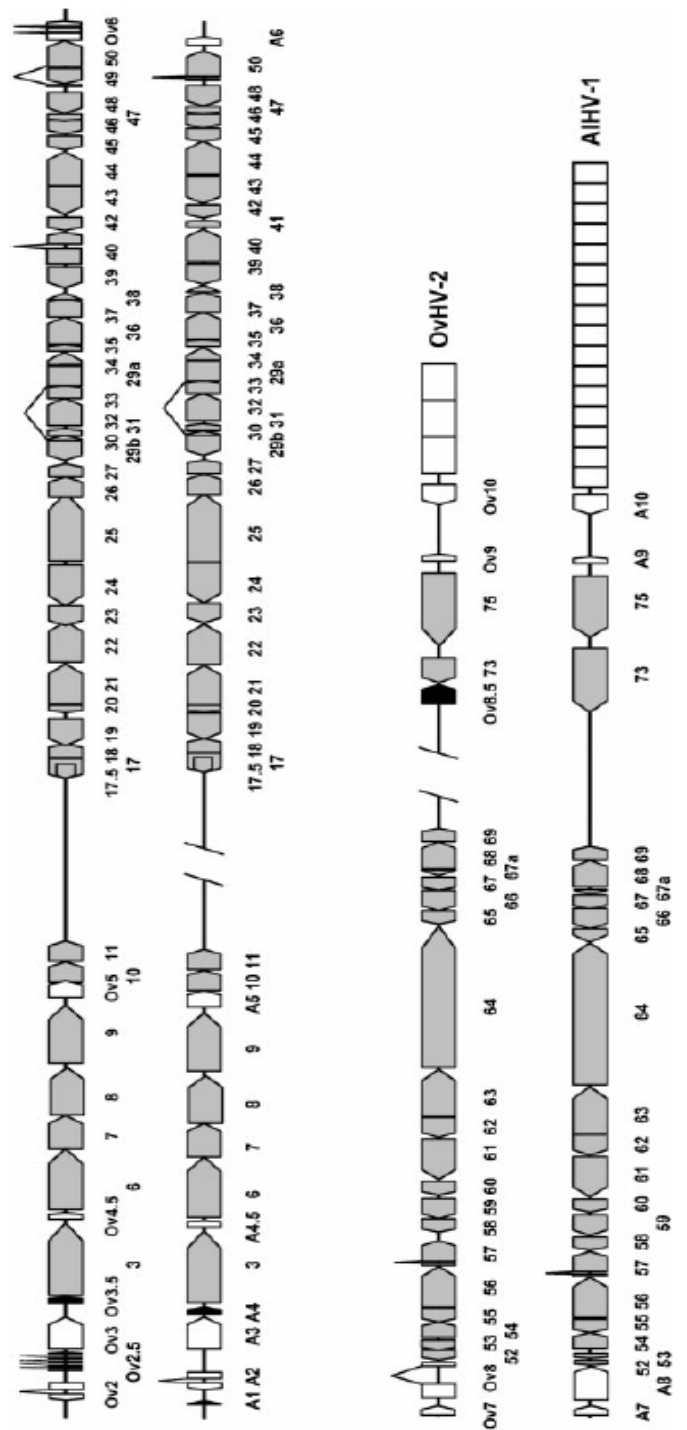 Ov2 Ov3 Ov3.5 Ov4.5 7 8 9 Ov5 11 17.5 18 19 20 21 22 23 24 25 26 27 30 32 33 34 35 37 39 40 42 43 44 45 46 48 49 50 Ov6
Ov2.5 3 6 10 17 29b 31 29a 36 38 47
A1 A2 A3 A4 3 A4.5 6 7 8 9 A5 10 11 17.5 18 19 20 21 22 23 24 25 26 27 30 32 33 34 35 37 39 40 42 43 44 45 46 48 50
17 29b 31 29a 36 38 41 47 A6
OvHV-2
Ov7 Ov8 53 55 56 57 58 59 60 61 62 63 64 65 67 68 69 Ov8.5 73 75 Ov9 Ov10
52 54 66 67a
AlHV-1
A7 52 54 55 56 57 58 60 61 62 63 64 65 67 68 69 73 75 A9 A10
A8 53 59 66 67a